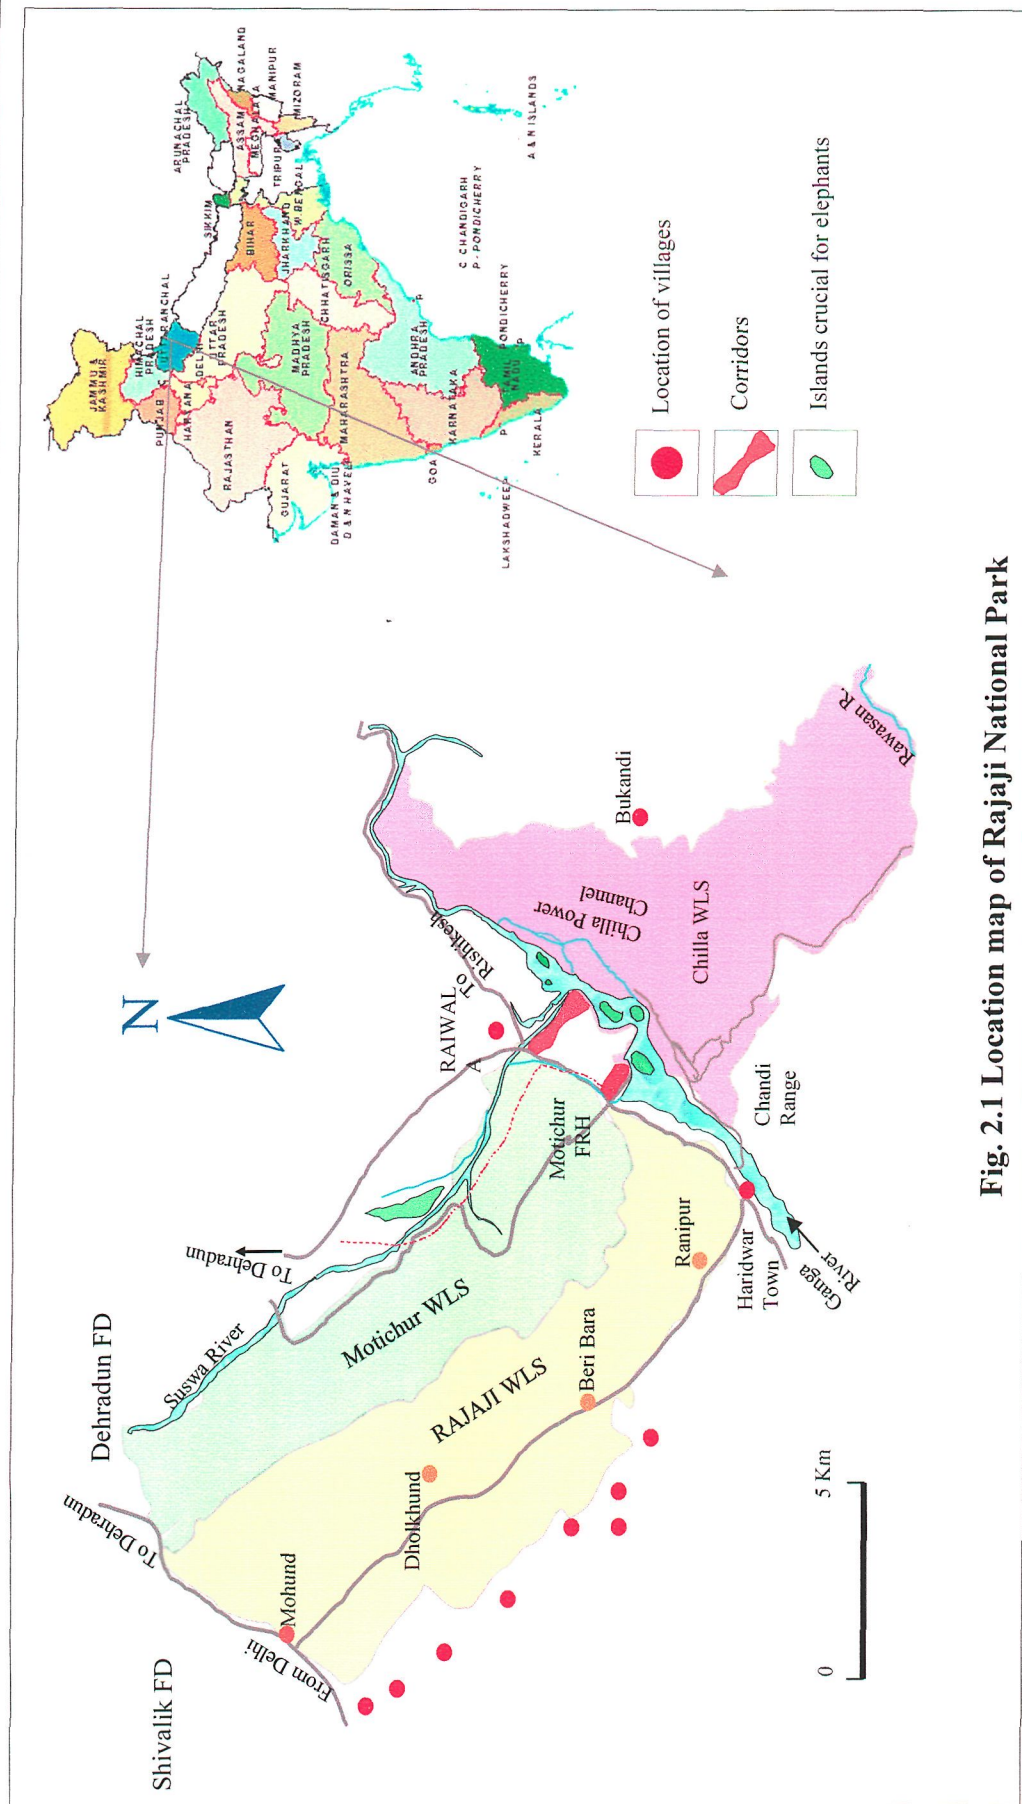 Shivalik FD
Dehradun FD
To Dehradun
From Delhi
Mohund
Suswa River
To Dehradun
N
RAIWAL
A
To
Rishikesh
Dholkhund
RAJAJI WLS
Motichur WLS
Beri Bara
Ranipur
Motichur
FRH
Haridwar
Town
Ganga
River
Chandi
Range
Chilla WLS
Chilla Power
Channel
Bukandi
Rawasan R.
0
5 Km
JAMMU &
KASHMIR
HIMACHAL
PRADESH
PUNJAB
C
UTTARANCHAL
HARYANA
DELHI
UTTAR
PRADESH
RAJASTHAN
SIKKIM
ARUNACHAL
PRADESH
ASSAM
NAGALAND
MEGHALAYA
MANIPUR
TRIPURA
MIZORAM
BIHAR
JHARKHAND
W.BENGAL
GUJARAT
MADHYA
PRADESH
CHHATISGARH
ORISSA
DAMAN & DIU
D & N HAVELI
MAHARASHTRA
ANDHRA
PRADESH
P
GOA
KARNATAKA
C CHANDIGARH
P - PONDICHERRY
PONDICHERY
TAMIL
NADU
P
P
KERALA
LAKSHADWEEP
A & N ISLANDS
Location of villages
Corridors
Islands crucial for elephants
Fig. 2.1 Location map of Rajaji National Park